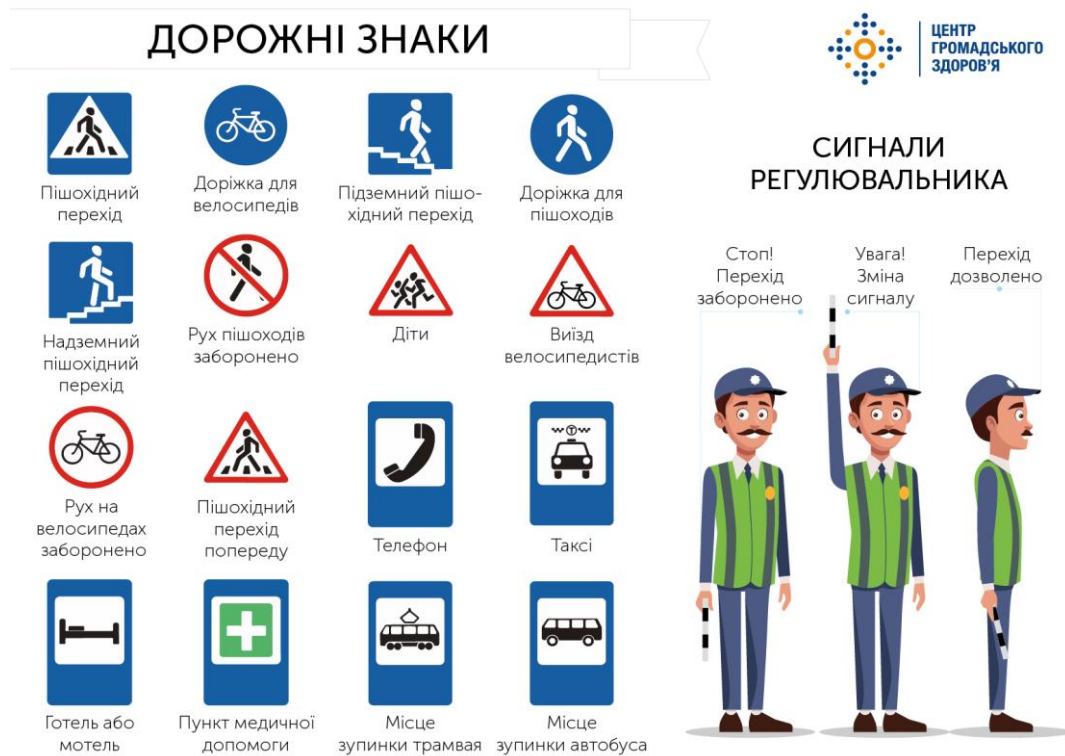 ДОРОЖНІ ЗНАКИ
ЦЕНТР
ГРОМАДСЬКОГО
ЗДОРОВ'Я
Пішохідний
перехід
Доріжка для
велосипедів
Підземний пішо-
хідний перехід
Доріжка для
пішоходів
Надземний
пішохідний
перехід
Рух пішоходів
заборонено
Діти
Виїзд
велосипедистів
Рух на
велосипедах
заборонено
Пішохідний
перехід
попереду
Телефон
Т
Таксі
Готель або
мотель
Пункт медичної
допомоги
Місце
зупинки трамвая
Місце
зупинки автобуса
СИГНАЛИ
РЕГУЛЮВАЛЬНИКА
Стоп!
Перехід
заборонено
Увага!
Зміна
сигналу
Перехід
дозволено